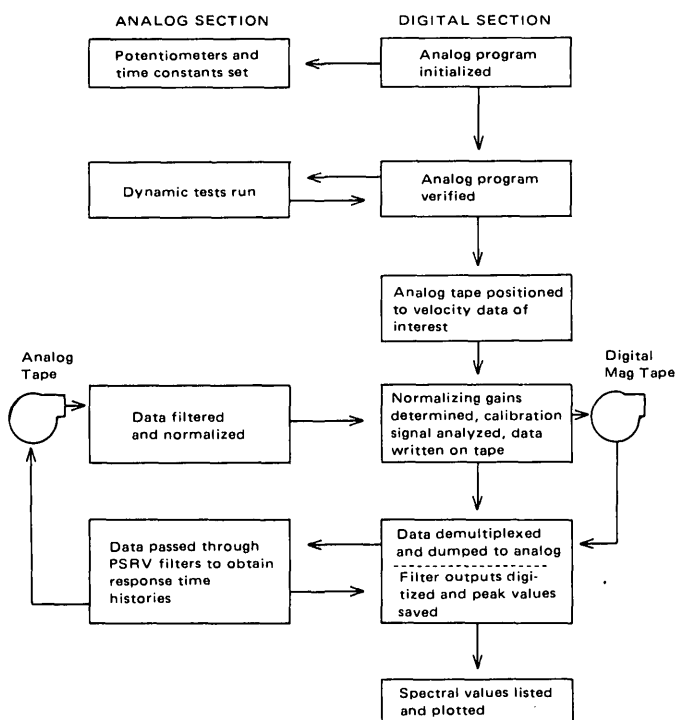 ANALOG SECTION
DIGITAL SECTION
Potentiometers and
time constants set
Analog program
initialized
Dynamic tests run
Analog program
verified
Analog tape positioned
to velocity data of
interest
Analog
Tape
Digital
Mag Tape
Data filtered
and normalized
Normalizing gains
determined, calibration
signal analyzed, data
written on tape
Data passed through
PSRV filters to obtain
response time
histories
Data demultiplexed
and dumped to analog
Filter outputs digi-
tized and peak values
saved
Spectral values listed
and plotted